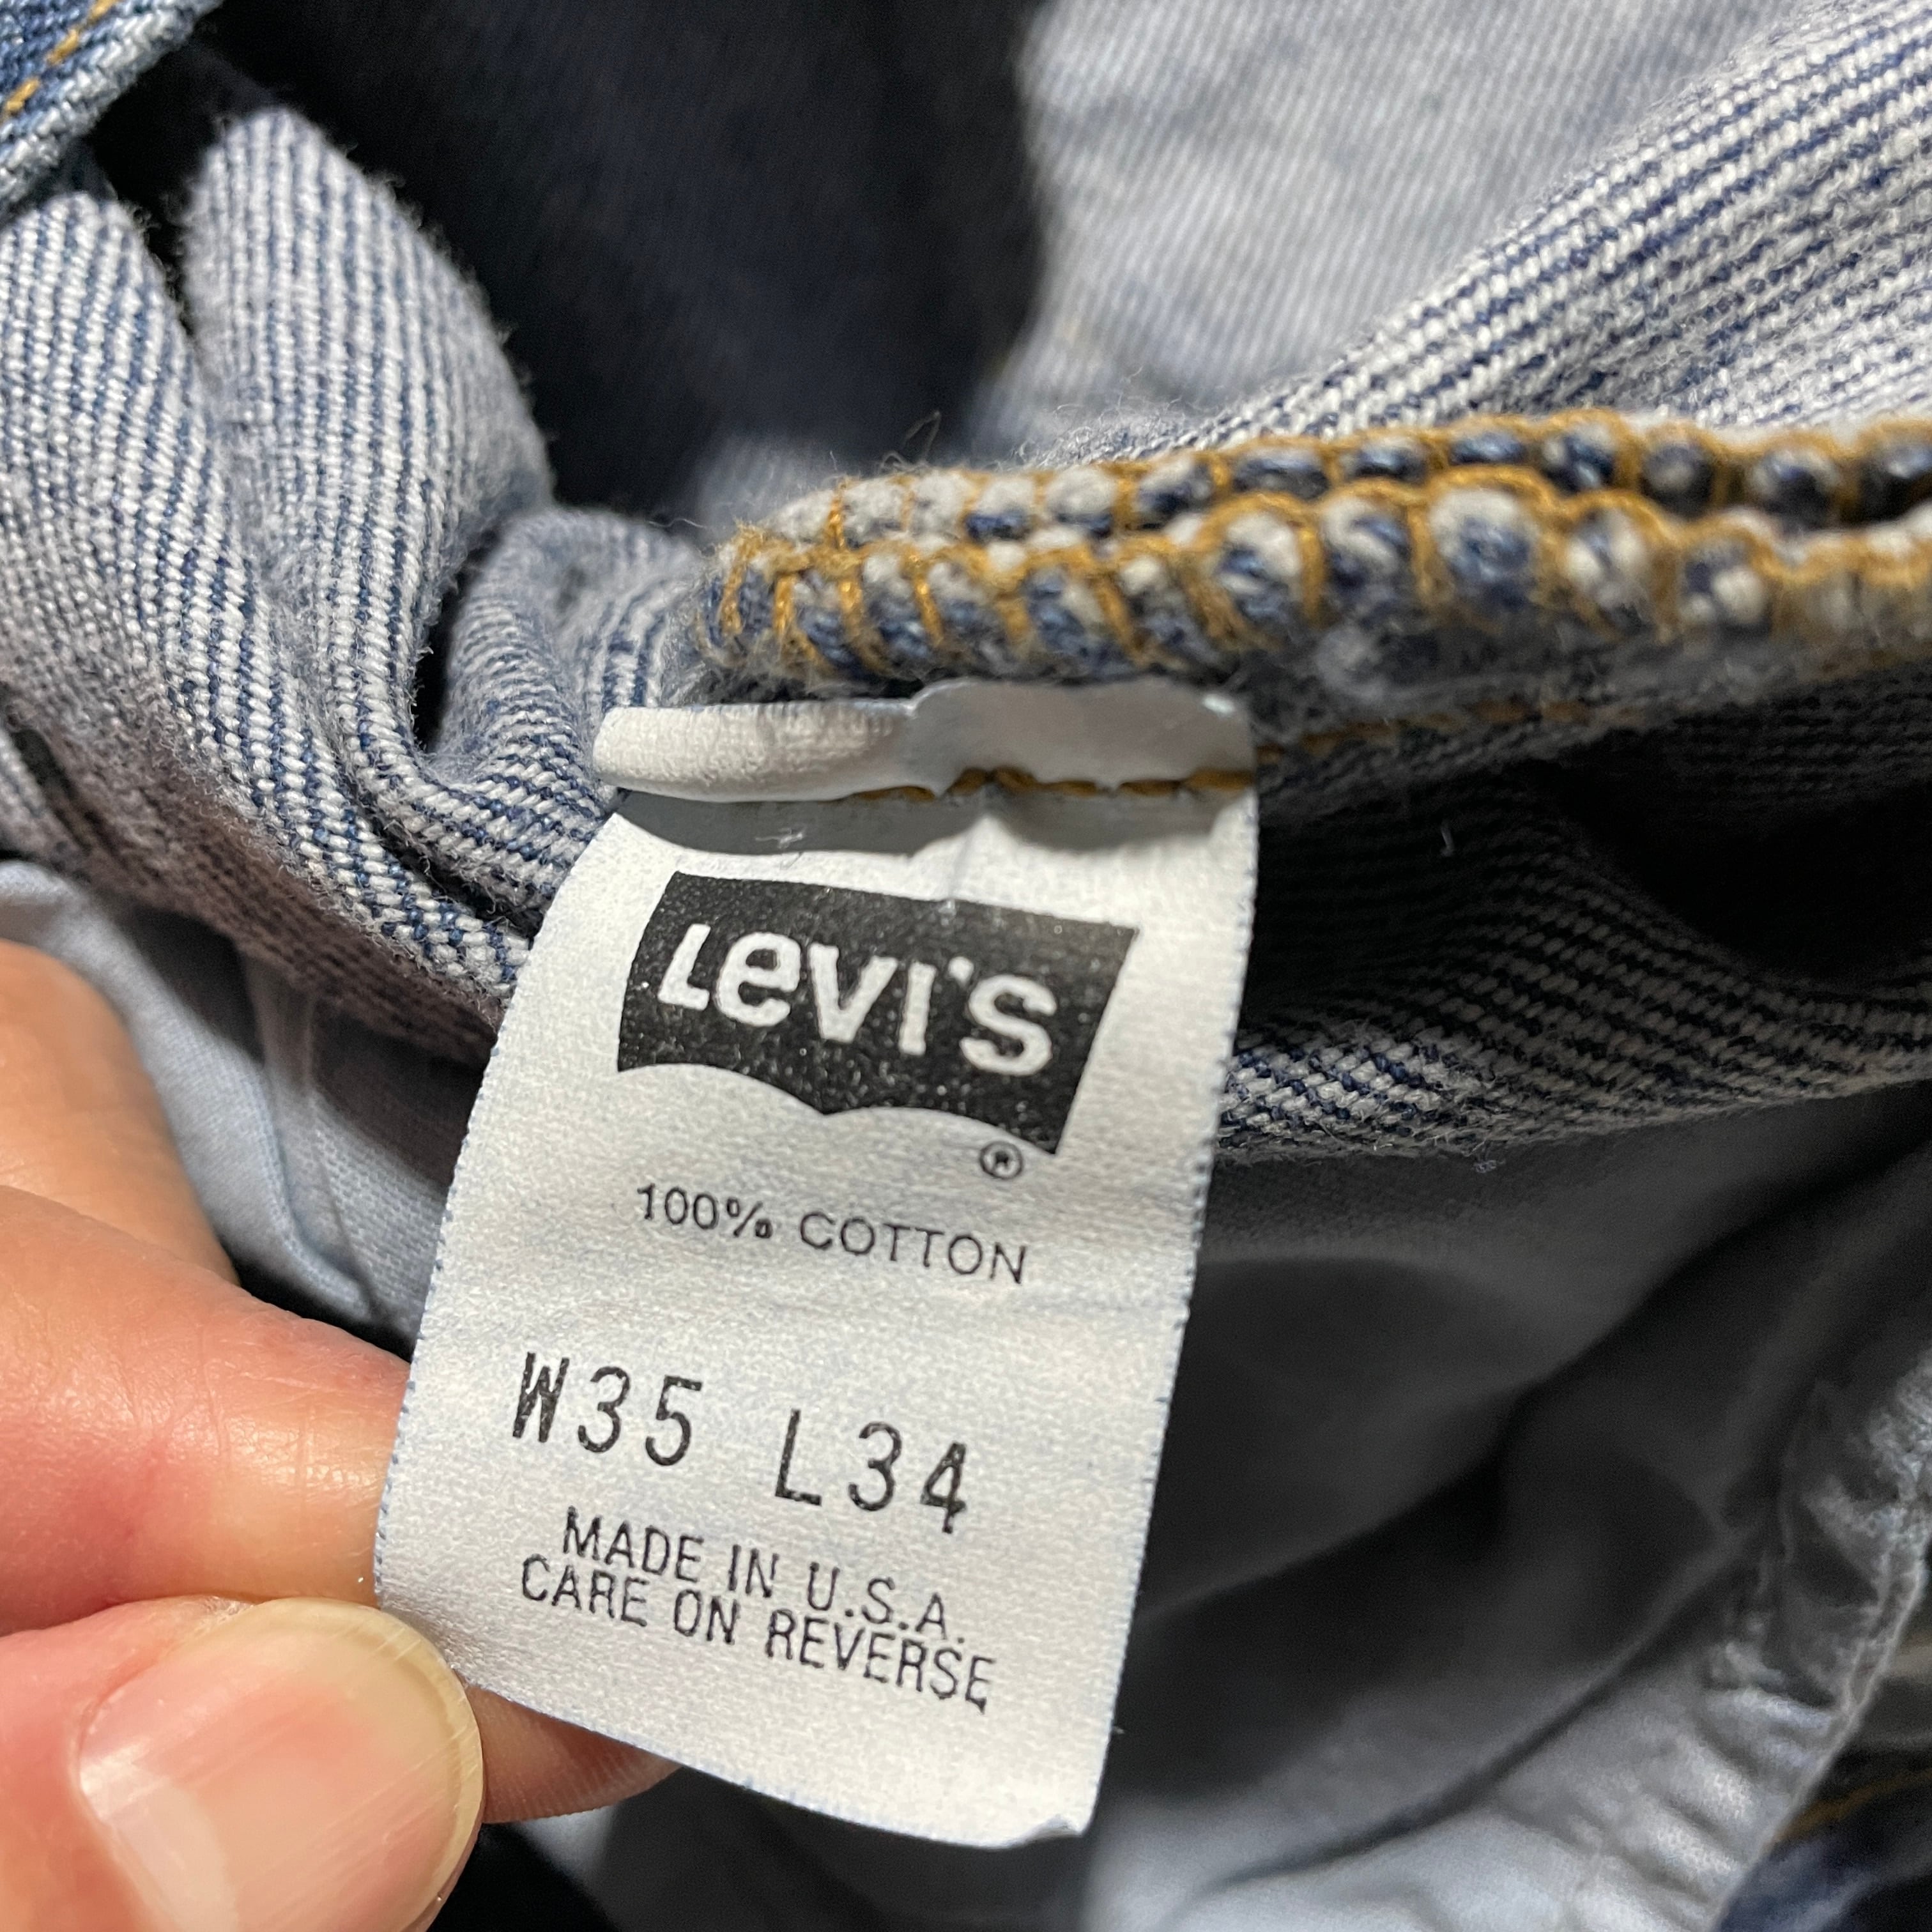 Levi's
®
100% COTTON
W35 L34
MADE IN U.S.A.
CARE ON REVERSE